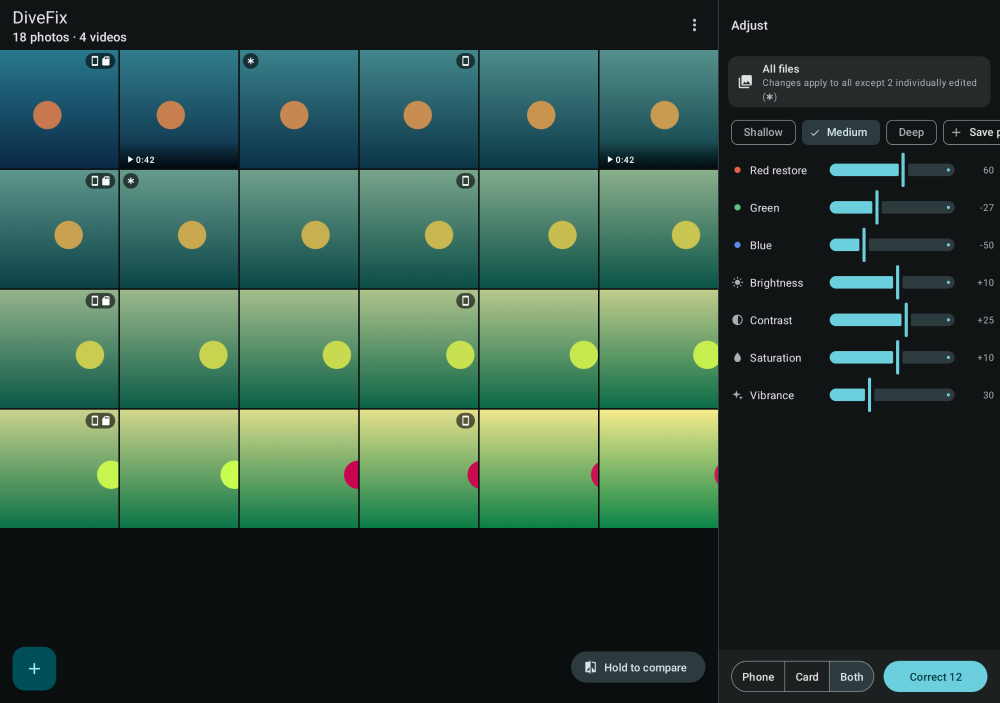 DiveFix
18 photos · 4 videos
0:42
0:42
Hold to compare
Adjust
All files
Changes apply to all except 2 individually edited
(✱)
Shallow
Medium
Deep
Save p
Red restore 60
Green -27
Blue -50
Brightness +10
Contrast +25
Saturation +10
Vibrance 30
Phone
Card
Both
Correct 12